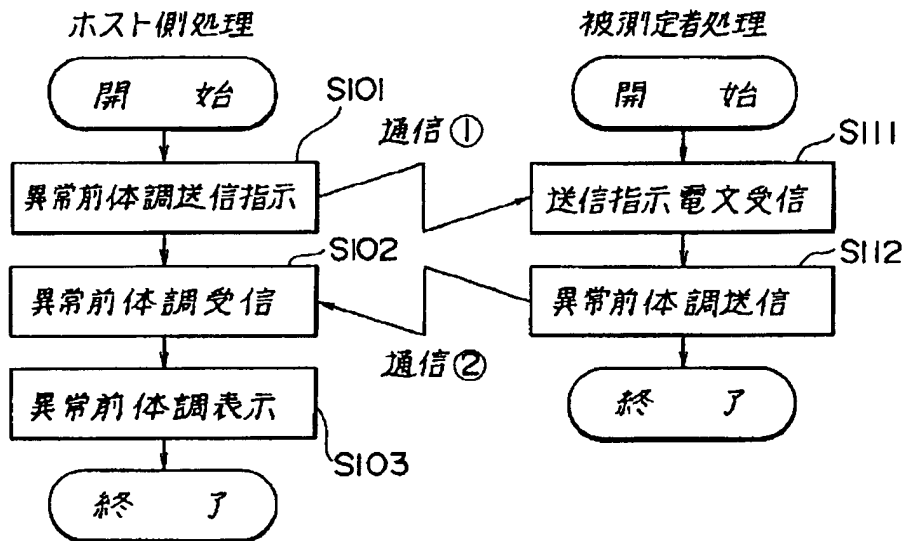 ホスト側処理
開 始
S101
異常前体調送信指示
S102
異常前体調受信
異常前体調表示
S103
終 了
通信①
通信②
被測定者処理
開 始
S111
送信指示電文受信
S112
異常前体調送信
終 了